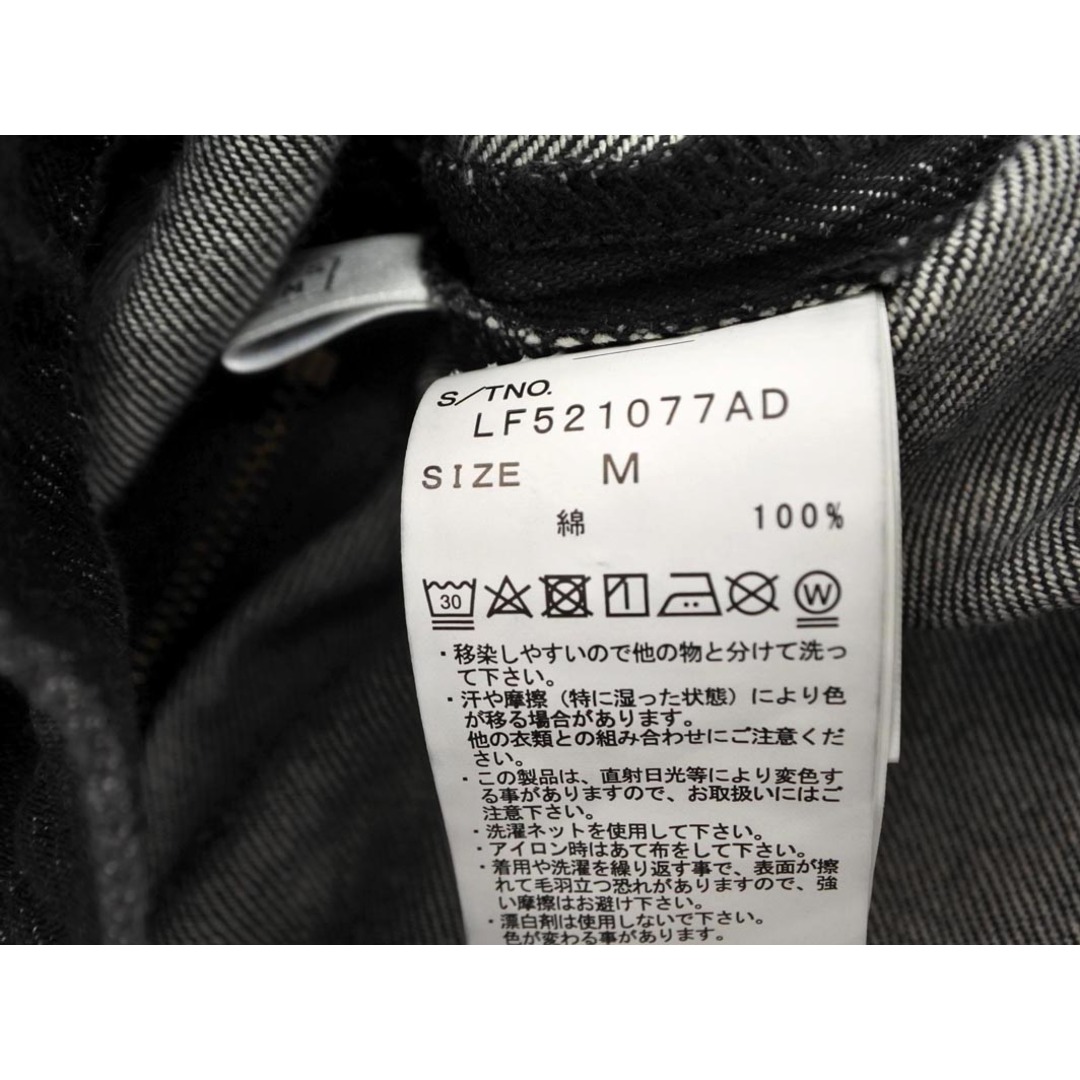 S/TNO.
LF521077AD
SIZE M
綿 100%
30 W
・移染しやすいので他の物と分けて洗っ
て下さい。
・汗や摩擦（特に湿った状態）により色
が移る場合があります。
他の衣類との組み合わせにご注意くだ
さい。
・この製品は、直射日光等により変色す
る事がありますので、お取扱いにはご
注意下さい。
・洗濯ネットを使用して下さい。
・アイロン時はあて布をして下さい。
・着用や洗濯を繰り返す事で、表面が擦
れて毛羽立つ恐れがありますので、強
い摩擦はお避け下さい。
・漂白剤は使用しないで下さい。
色が変わる事があります。